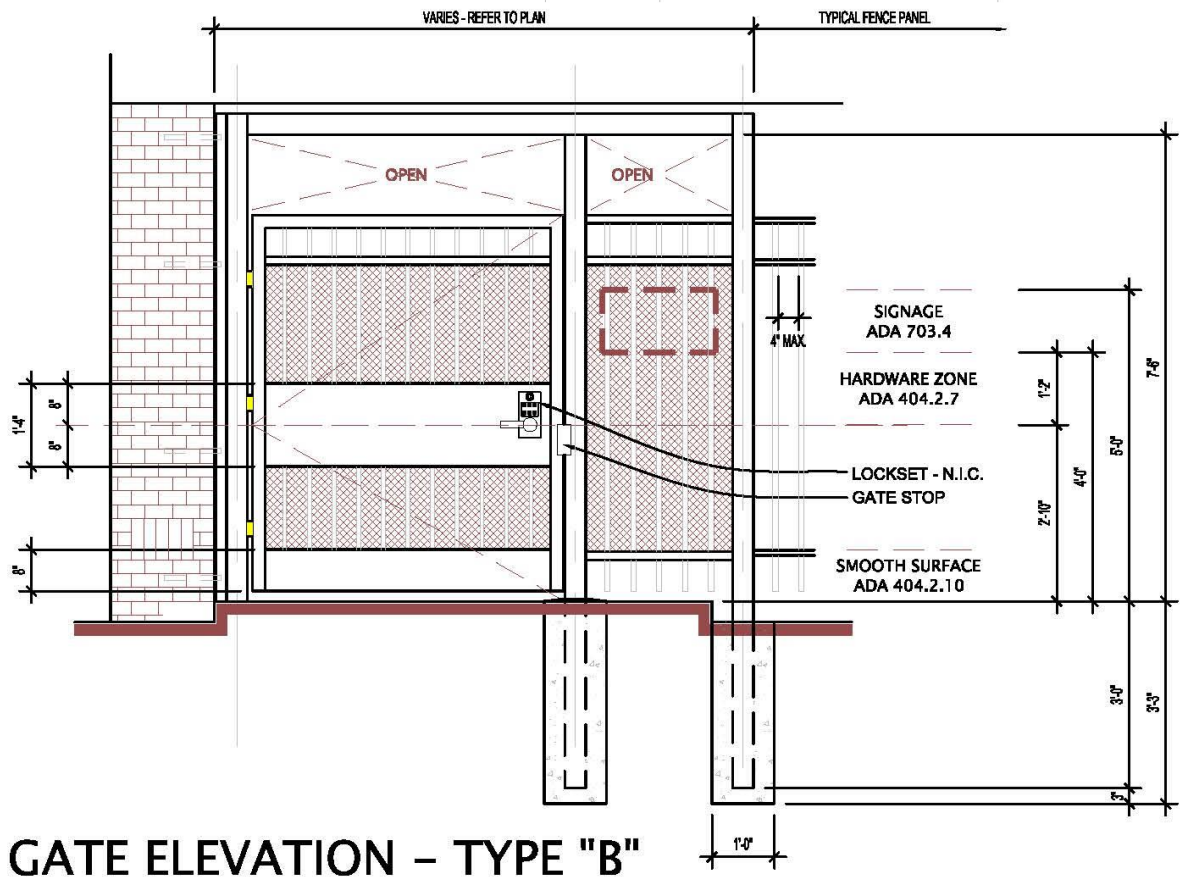 VARIES - REFER TO PLAN
TYPICAL FENCE PANEL
OPEN
OPEN
SIGNAGE
ADA 703.4
4" MAX.
HARDWARE ZONE
ADA 404.2.7
LOCKSET - N.I.C.
GATE STOP
SMOOTH SURFACE
ADA 404.2.10
1'-4"
8"
8"
8"
1'-2"
2'-10"
4'-0"
5'-0"
7'-6"
3'-0"
3'-3"
3"
1'-0"
GATE ELEVATION - TYPE "B"